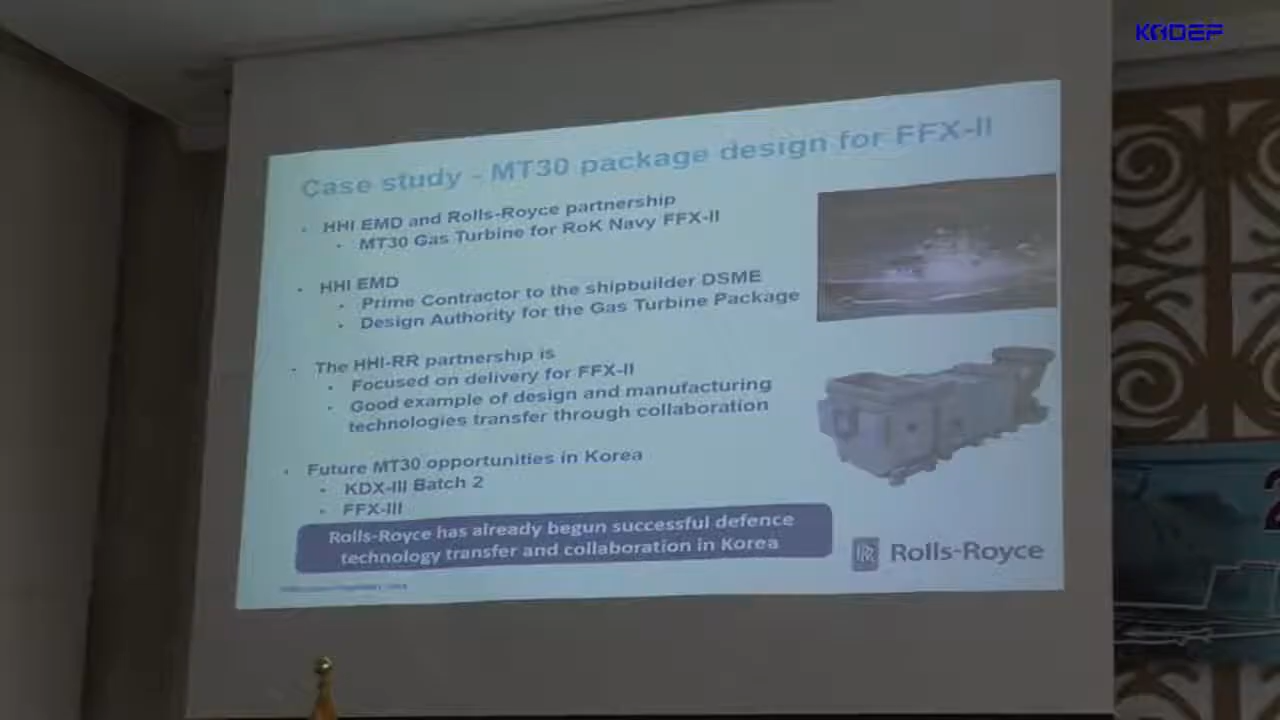 KODEF
Case study - MT30 package design for FFX-II
• HHI EMD and Rolls-Royce partnership
• MT30 Gas Turbine for RoK Navy FFX-II
• HHI EMD
• Prime Contractor to the shipbuilder DSME
• Design Authority for the Gas Turbine Package
• The HHI-RR partnership is
• Focused on delivery for FFX-II
• Good example of design and manufacturing
technologies transfer through collaboration
• Future MT30 opportunities in Korea
• KDX-III Batch 2
• FFX-III
Rolls-Royce has already begun successful defence
technology transfer and collaboration in Korea
RR Rolls-Royce